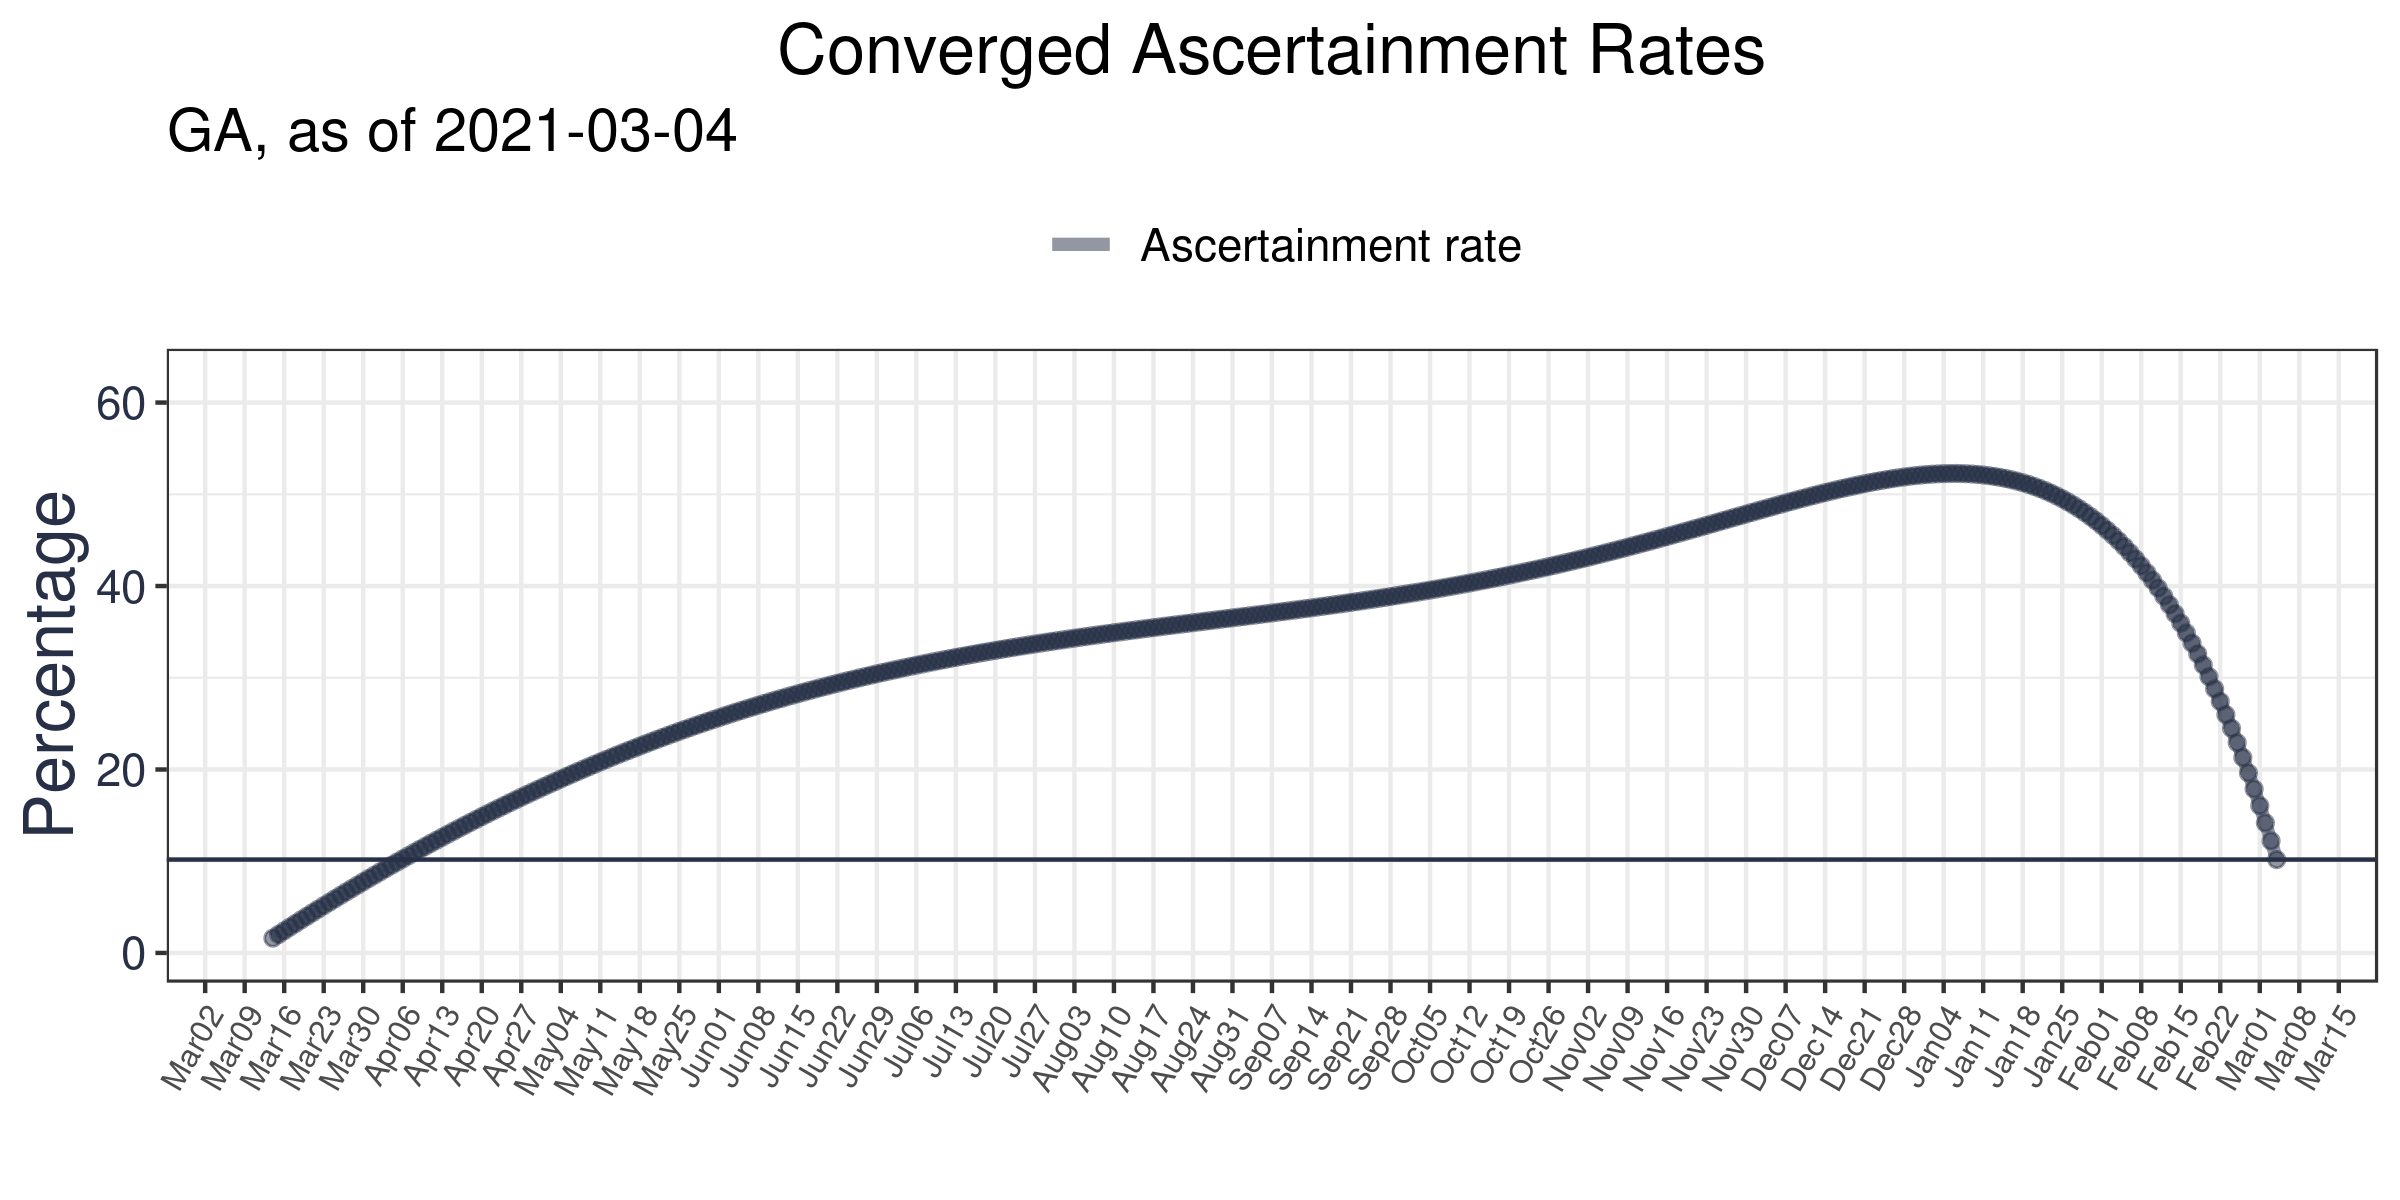 Converged Ascertainment Rates
GA, as of 2021-03-04
Ascertainment rate
Percentage
60
40
20
0
Mar02
Mar09
Mar16
Mar23
Mar30
Apr06
Apr13
Apr20
Apr27
May04
May11
May18
May25
Jun01
Jun08
Jun15
Jun22
Jun29
Jul06
Jul13
Jul20
Jul27
Aug03
Aug10
Aug17
Aug24
Aug31
Sep07
Sep14
Sep21
Sep28
Oct05
Oct12
Oct19
Oct26
Nov02
Nov09
Nov16
Nov23
Nov30
Dec07
Dec14
Dec21
Dec28
Jan04
Jan11
Jan18
Jan25
Feb01
Feb08
Feb15
Feb22
Mar01
Mar08
Mar15